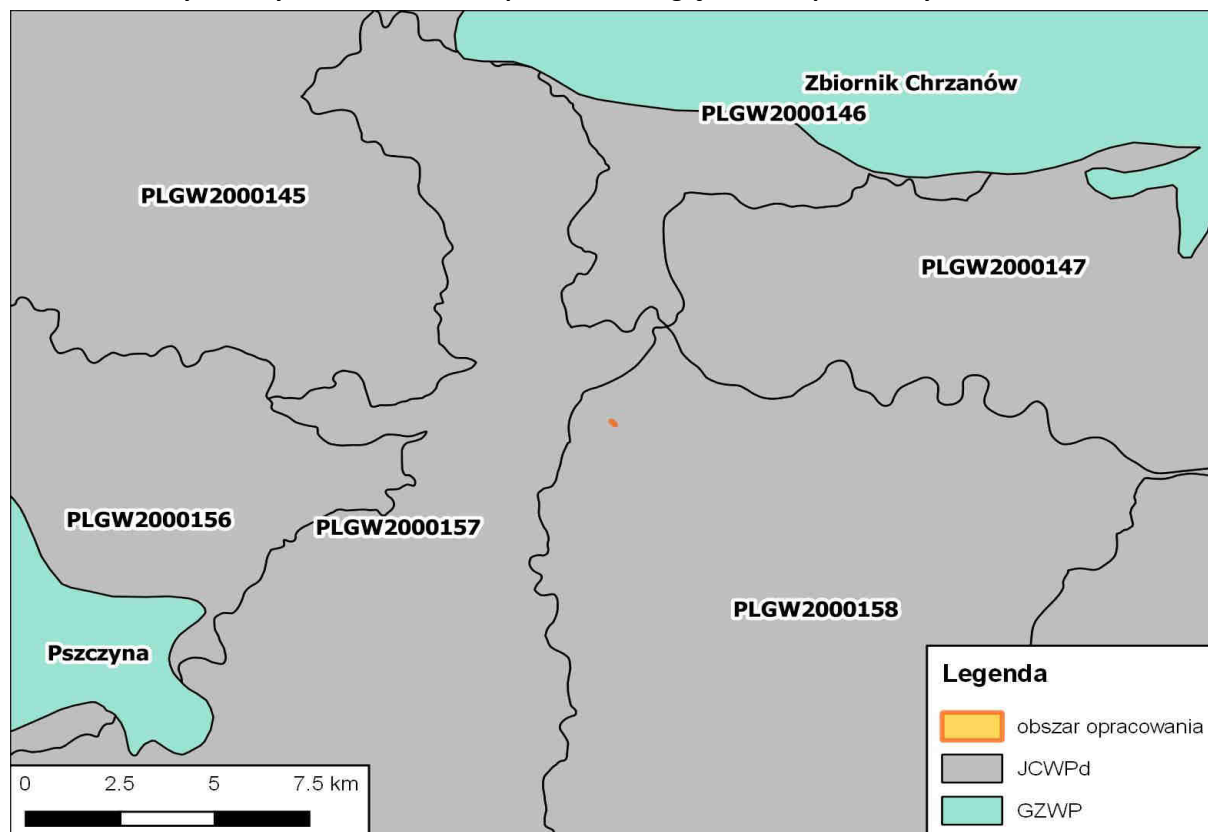 Zbiornik Chrzanów
PLGW2000146
PLGW2000145
PLGW2000147
PLGW2000156
PLGW2000157
PLGW2000158
Pszczyna
Legenda
obszar opracowania
JCWPd
GZWP
0 2.5 5 7.5 km